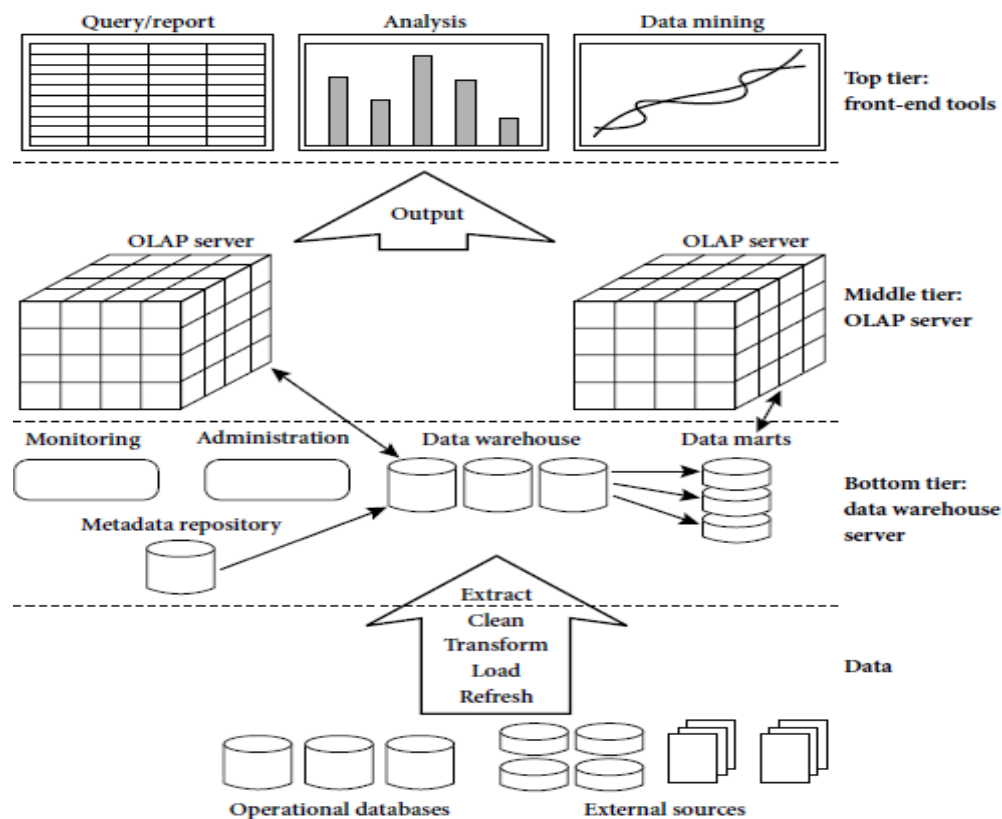 Query/report
Analysis
Data mining
Top tier:
front-end tools
Output
OLAP server
OLAP server
Middle tier:
OLAP server
Monitoring
Administration
Data warehouse
Data marts
Bottom tier:
data warehouse
server
Metadata repository
Extract
Clean
Transform
Load
Refresh
Data
Operational databases
External sources